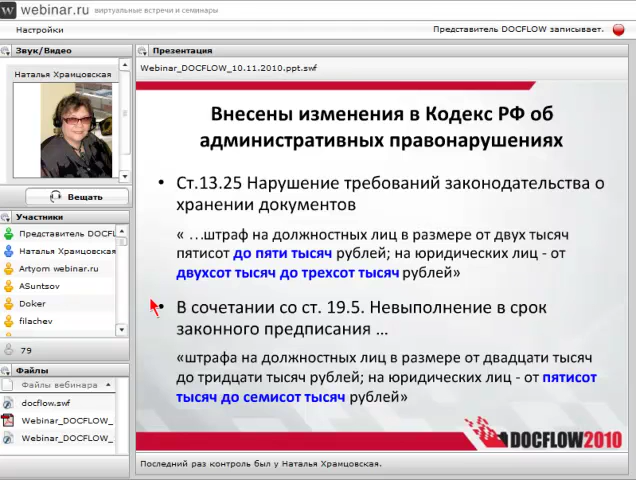 webinar.ru виртуальные встречи и семинары
Настройки
Представитель DOCFLOW записывает.
Звук/Видео
Наталья Храмцовская
Вещать
Участники
Представитель DOCFL
Наталья Храмцовская
Artyom webinar.ru
ASuntsov
Doker
filachev
79
Файлы
Файлы вебинара
docflow.swf
Webinar_DOCFLOW_
Webinar_DOCFLOW_
Презентация
Webinar_DOCFLOW_10.11.2010.ppt.swf
Внесены изменения в Кодекс РФ об
административных правонарушениях
• Ст.13.25 Нарушение требований законодательства о
хранении документов
« …штраф на должностных лиц в размере от двух тысяч
пятисот до пяти тысяч рублей; на юридических лиц - от
двухсот тысяч до трехсот тысяч рублей»
• В сочетании со ст. 19.5. Невыполнение в срок
законного предписания …
«штрафа на должностных лиц в размере от двадцати тысяч
до тридцати тысяч рублей; на юридических лиц - от пятисот
тысяч до семисот тысяч рублей»
DOCFLOW2010
Последний раз контроль был у Наталья Храмцовская.